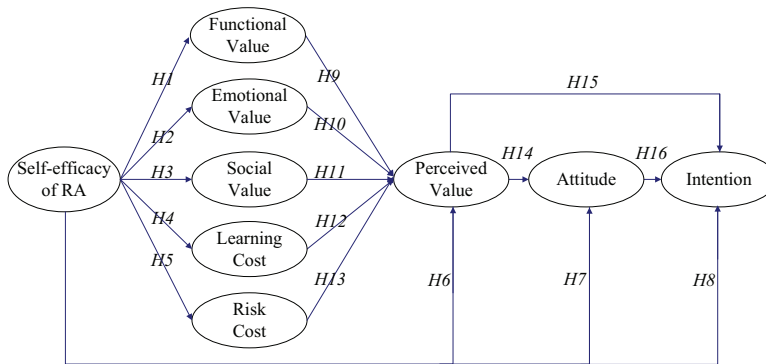 Functional
Value
H1
H9
H15
Emotional
Value
H2
H10
Self-efficacy
of RA
H3
Social
Value
H11
Perceived
Value
H14
Attitude
H16
Intention
H4
Learning
Cost
H12
H5
H13
H6
H7
H8
Risk
Cost